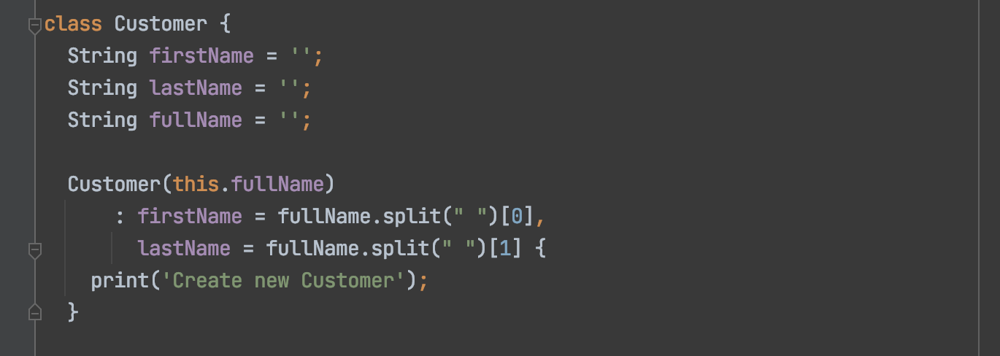 class Customer {
  String firstName = '';
  String lastName = '';
  String fullName = '';

  Customer(this.fullName)
      : firstName = fullName.split(" ")[0],
        lastName = fullName.split(" ")[1] {
    print('Create new Customer');
  }